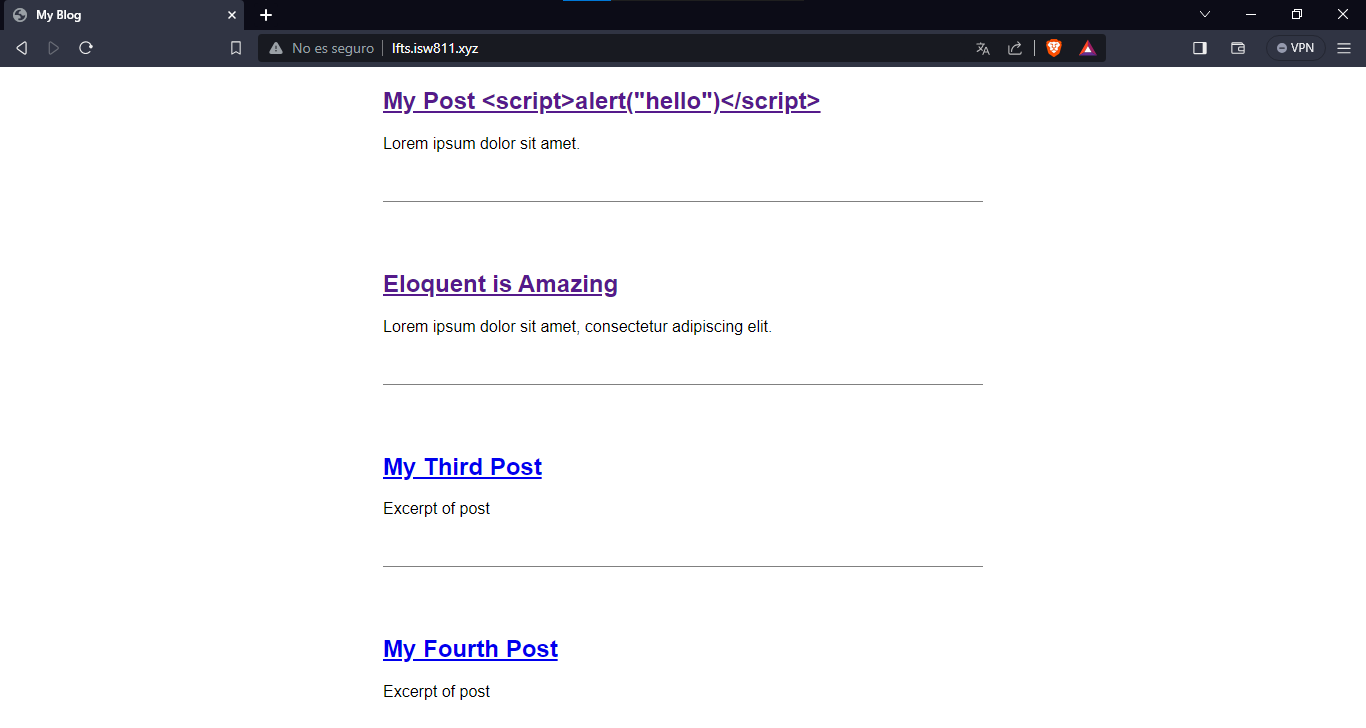 My Blog
No es seguro lfts.isw811.xyz VPN
My Post <script>alert("hello")</script>
Lorem ipsum dolor sit amet.
Eloquent is Amazing
Lorem ipsum dolor sit amet, consectetur adipiscing elit.
My Third Post
Excerpt of post
My Fourth Post
Excerpt of post